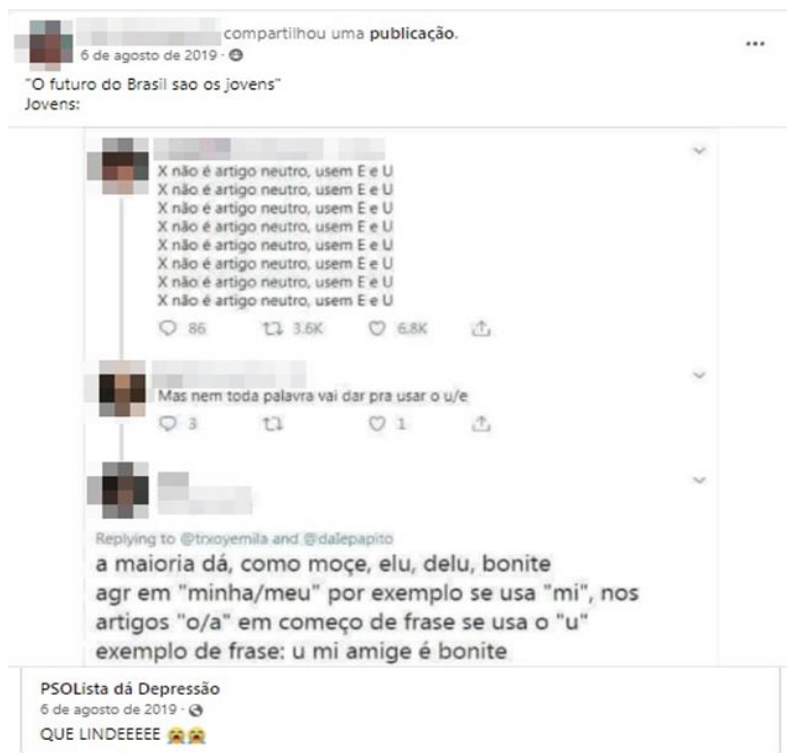 compartilhou uma publicação.
6 de agosto de 2019 ·
"O futuro do Brasil sao os jovens"
Jovens:
X não é artigo neutro, usem E e U
X não é artigo neutro, usem E e U
X não é artigo neutro, usem E e U
X não é artigo neutro, usem E e U
X não é artigo neutro, usem E e U
X não é artigo neutro, usem E e U
X não é artigo neutro, usem E e U
X não é artigo neutro, usem E e U
86 3.6K 6.8K
Mas nem toda palavra vai dar pra usar o u/e
3 1
Replying to @trxoyemila and @dalepapito
a maioria dá, como moçe, elu, delu, bonite
agr em "minha/meu" por exemplo se usa "mi", nos
artigos "o/a" em começo de frase se usa o "u"
exemplo de frase: u mi amige é bonite
PSOLista dá Depressão
6 de agosto de 2019 ·
QUE LINDEEEEE 😭😭